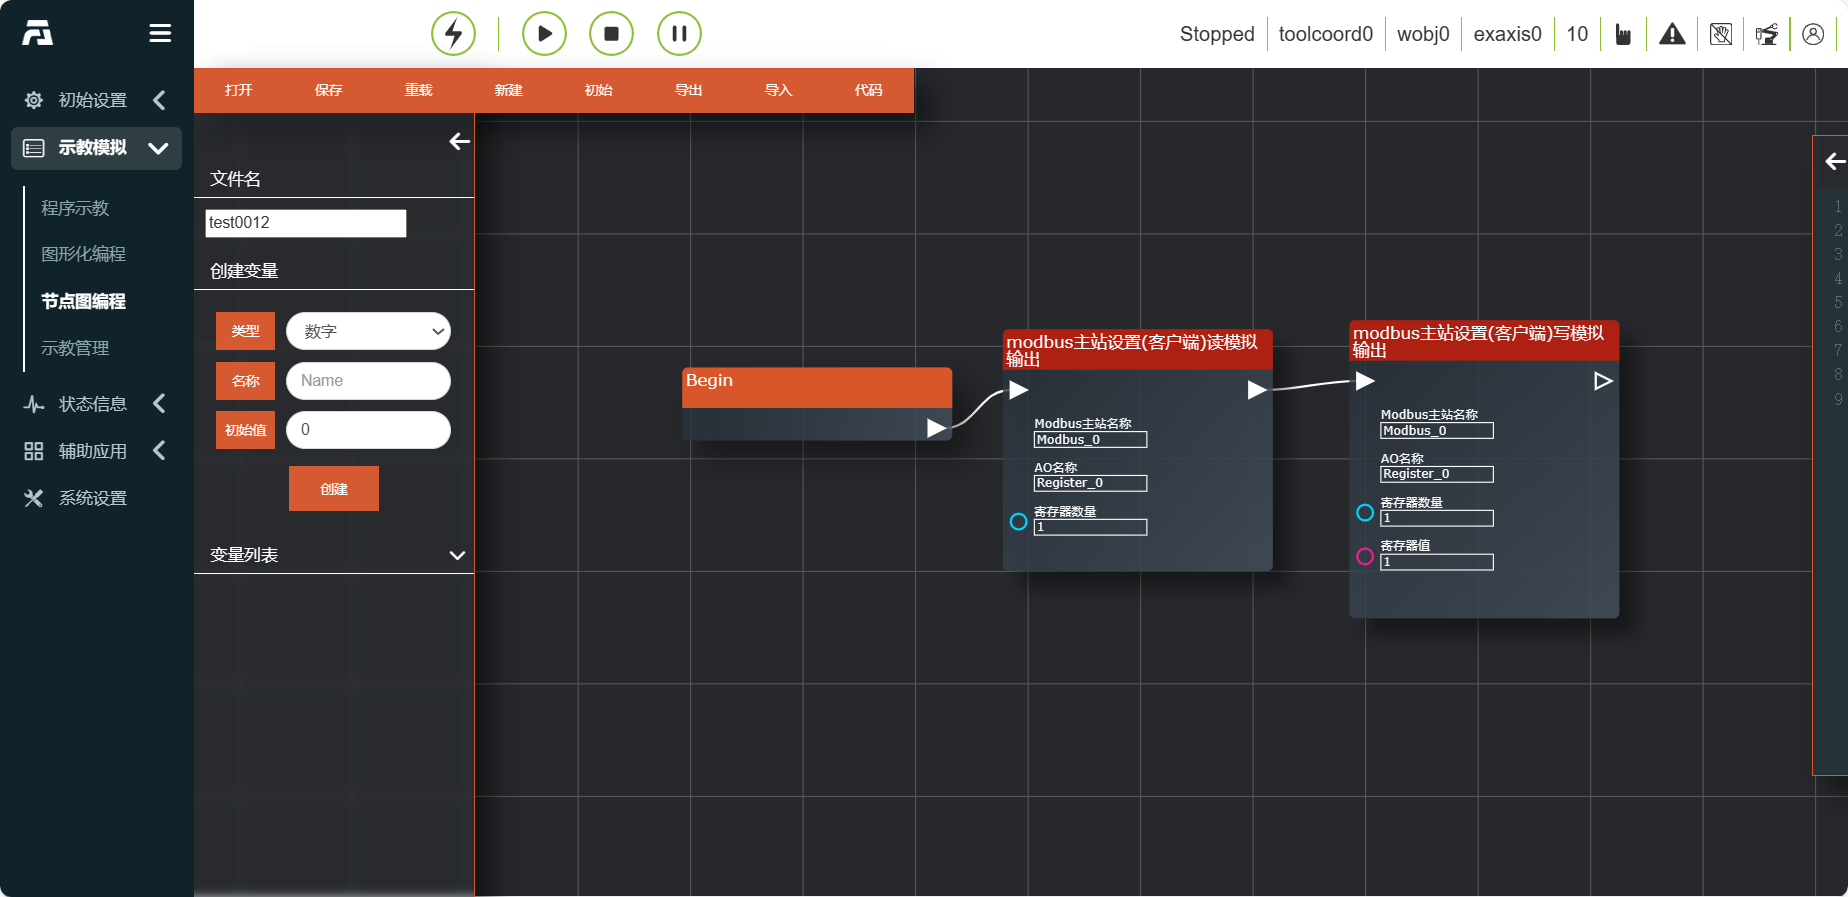 Stopped
toolcoord0
wobj0
exaxis0
10
初始设置
示教模拟
程序示教
图形化编程
节点图编程
示教管理
状态信息
辅助应用
系统设置
打开
保存
重载
新建
初始
导出
导入
代码
文件名
test0012
创建变量
类型
数字
名称
Name
初始值
0
创建
变量列表
Begin
modbus主站设置(客户端)读模拟
输出
Modbus主站名称
Modbus_0
AO名称
Register_0
寄存器数量
1
modbus主站设置(客户端)写模拟
输出
Modbus主站名称
Modbus_0
AO名称
Register_0
寄存器数量
1
寄存器值
1
1
2
3
4
5
6
7
8
9